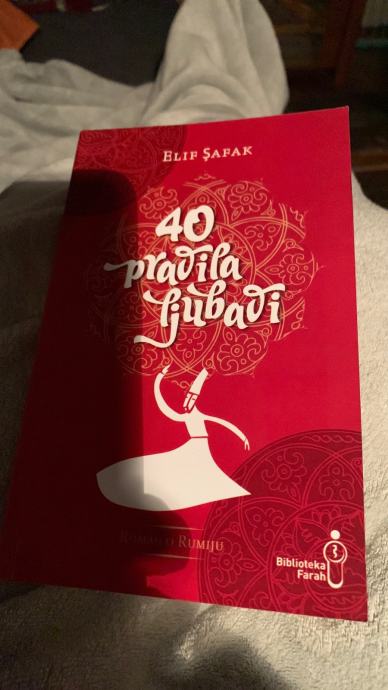 ELIF ŞAFAK
40
pravila
ljubavi
ROMAN O RUMIJU
Biblioteka
Farah